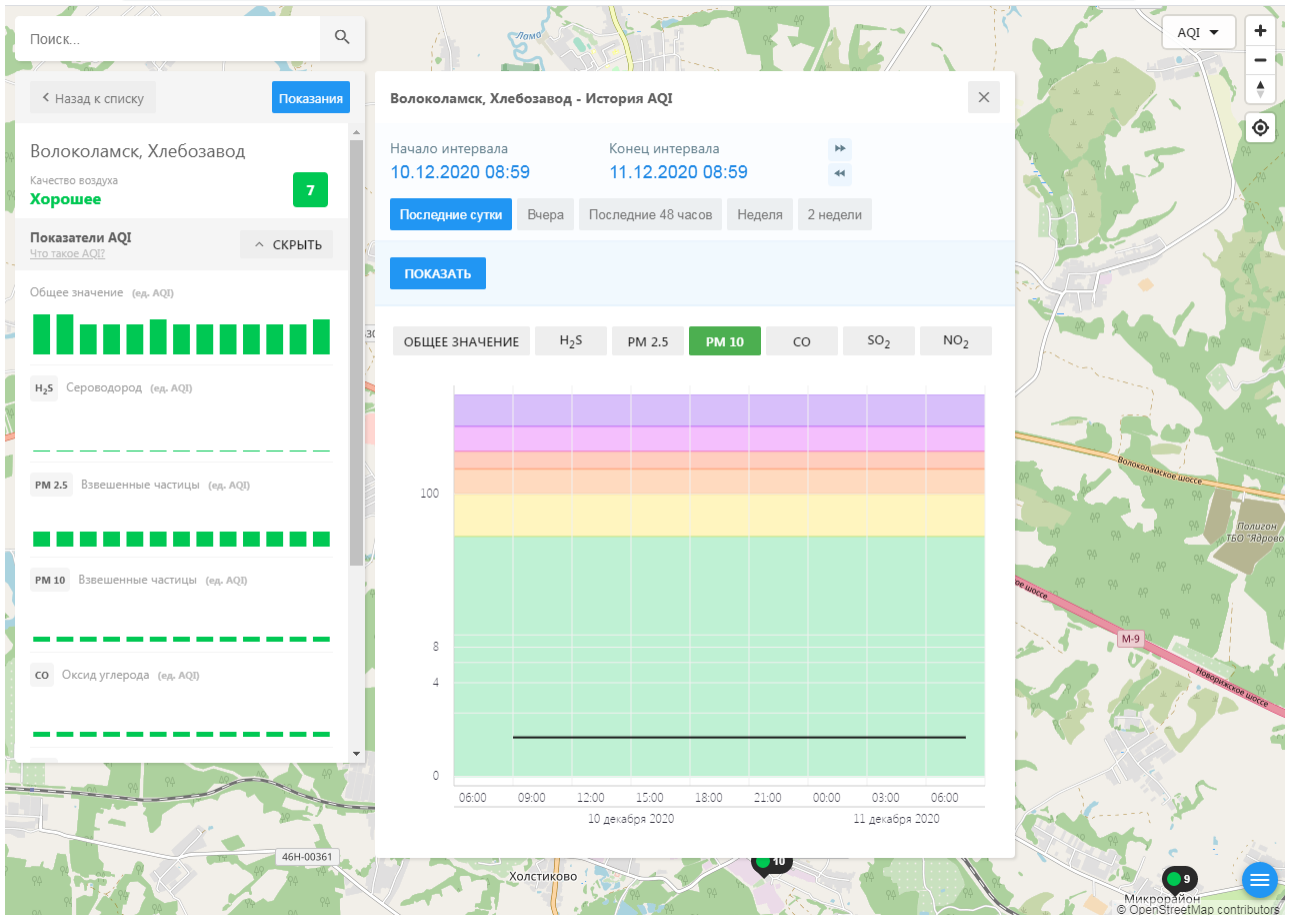 Поиск...
AQI
Ломо
Назад к списку
Показания
Волоколамск, Хлебозавод - История AQI
Волоколамск, Хлебозавод
Качество воздуха
Хорошее
7
Начало интервала
Конец интервала
10.12.2020 08:59
11.12.2020 08:59
Последние сутки
Вчера
Последние 48 часов
Неделя
2 недели
Показатели AQI
Что такое AQI?
СКРЫТЬ
ПОКАЗАТЬ
Общее значение (ед. AQI)
H₂S Сероводород (ед. AQI)
PM 2.5 Взвешенные частицы (ед. AQI)
PM 10 Взвешенные частицы (ед. AQI)
CO Оксид углерода (ед. AQI)
ОБЩЕЕ ЗНАЧЕНИЕ
H₂S
PM 2.5
PM 10
CO
SO₂
NO₂
100
8
4
0
06:00 09:00 12:00 15:00 18:00 21:00 00:00 03:00 06:00
10 декабря 2020
11 декабря 2020
Волоколамское шоссе
Полигон
ТБО "Ядрово
М-9
Новорижское шоссе
46Н-00361
Холстиково
10
9
Микрорайон
© OpenStreetMap contributors